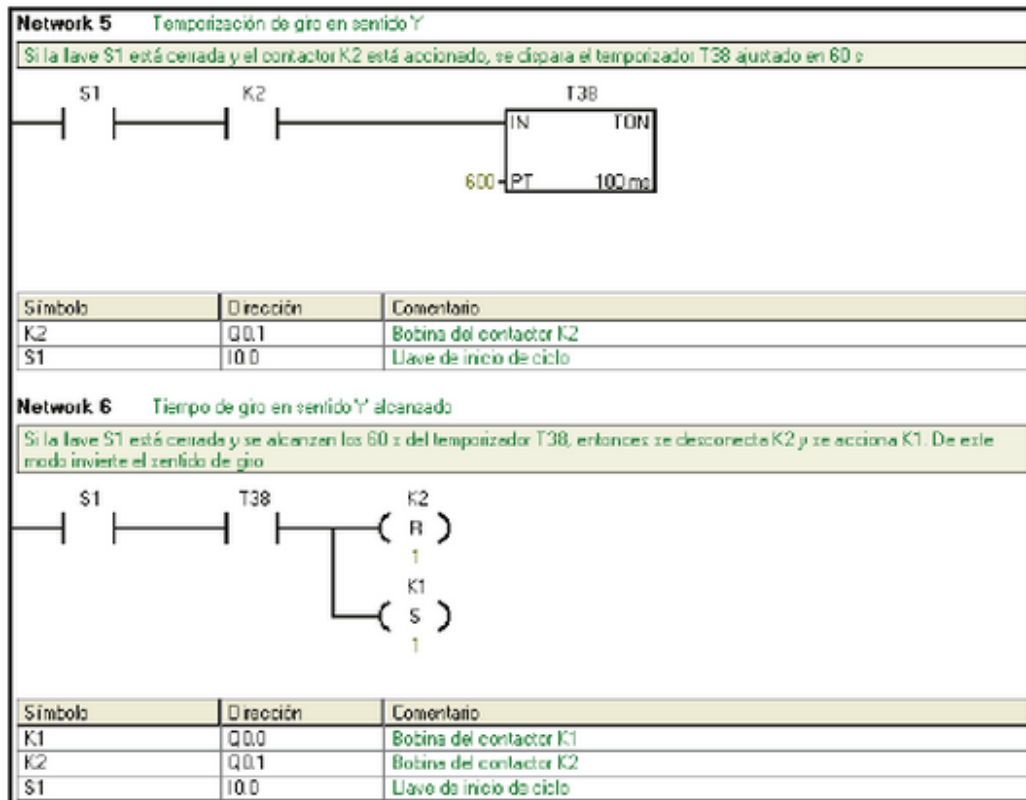 Network 5 Temporización de giro en sentido 'Y'
Si la llave S1 está cerrada y el contactor K2 está accionado, se dispara el temporizador T38 ajustado en 60 s
S1 K2 T38
IN TON
600 PT 100 ms
Símbolo Dirección Comentario
K2 Q0.1 Bobina del contactor K2
S1 I0.0 Llave de inicio de ciclo
Network 6 Tiempo de giro en sentido 'Y' alcanzado
Si la llave S1 está cerrada y se alcanzan los 60 s del temporizador T38, entonces se desconecta K2 y se acciona K1. De este
modo invierte el sentido de giro
S1 T38 K2
R
1
K1
S
1
Símbolo Dirección Comentario
K1 Q0.0 Bobina del contactor K1
K2 Q0.1 Bobina del contactor K2
S1 I0.0 Llave de inicio de ciclo